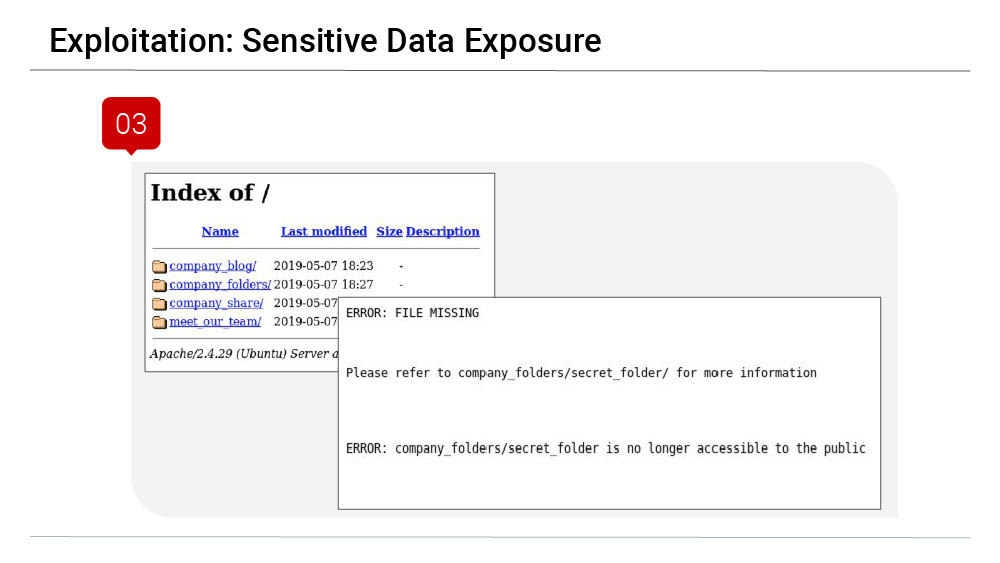 Exploitation: Sensitive Data Exposure
03
Index of /
Name Last modified Size Description
company_blog/ 2019-05-07 18:23 -
company_folders/ 2019-05-07 18:27 -
company_share/ 2019-05-07
meet_our_team/ 2019-05-07
Apache/2.4.29 (Ubuntu) Server
ERROR: FILE MISSING
Please refer to company_folders/secret_folder/ for more information
ERROR: company_folders/secret_folder is no longer accessible to the public